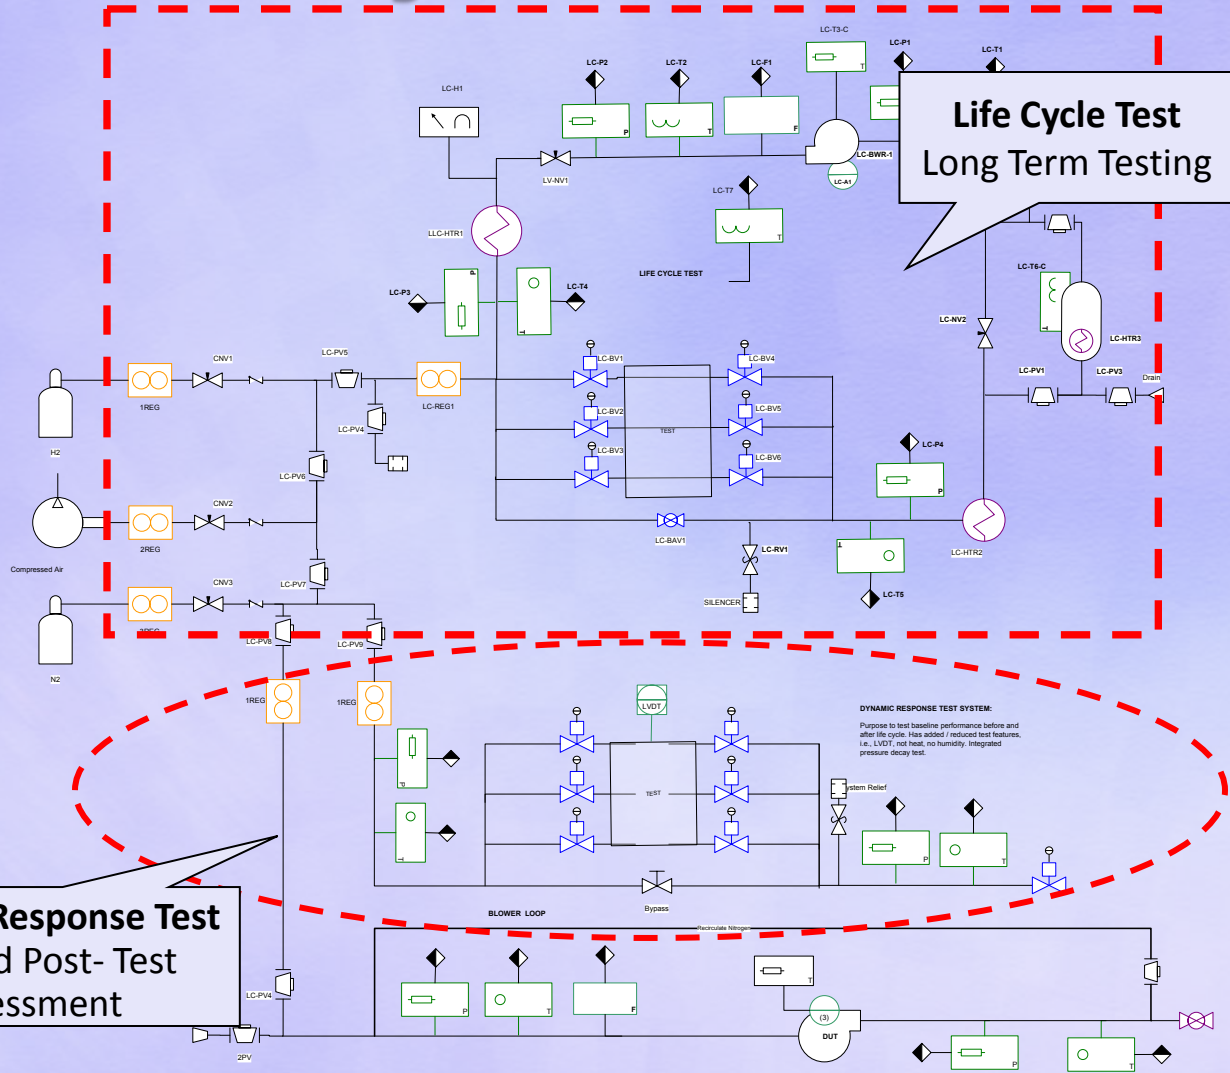 LC-T3-C
T
LC-P1
LC-T1
LC-P2
LC-T2
LC-F1
LC-H1
P
T
F
Life Cycle Test
Long Term Testing
LC-BWR-1
LC-A1
LV-NV1
LC-T7
T
LLC-HTR1
LIFE CYCLE TEST
LC-T6-C
T
P
LC-P3
LC-T4
T
LC-NV2
LC-HTR3
CNV1
LC-PV5
LC-BV1
LC-BV4
LC-PV1
LC-PV3
Drain
1REG
LC-REG1
LC-BV2
LC-BV5
LC-PV4
TEST
H2
LC-BV3
LC-BV6
LC-P4
LC-PV6
P
CNV2
2REG
LC-BAV1
LC-RV1
T
LC-HTR2
Compressed Air
CNV3
LC-PV7
LC-T5
SILENCER
LC-PV8
LC-PV9
N2
1REG
1REG
LVDT
DYNAMIC RESPONSE TEST SYSTEM:
Purpose to test baseline performance before and
after life cycle. Has added / reduced test features,
i.e., LVDT, not heat, no humidity. Integrated
pressure decay test.
P
TEST
ystem Relief
T
P
T
Response Test
d Post- Test
essment
Bypass
BLOWER LOOP
Recirculate Nitrogen
T
LC-PV4
P
T
F
(3)
DUT
2PV
P
T